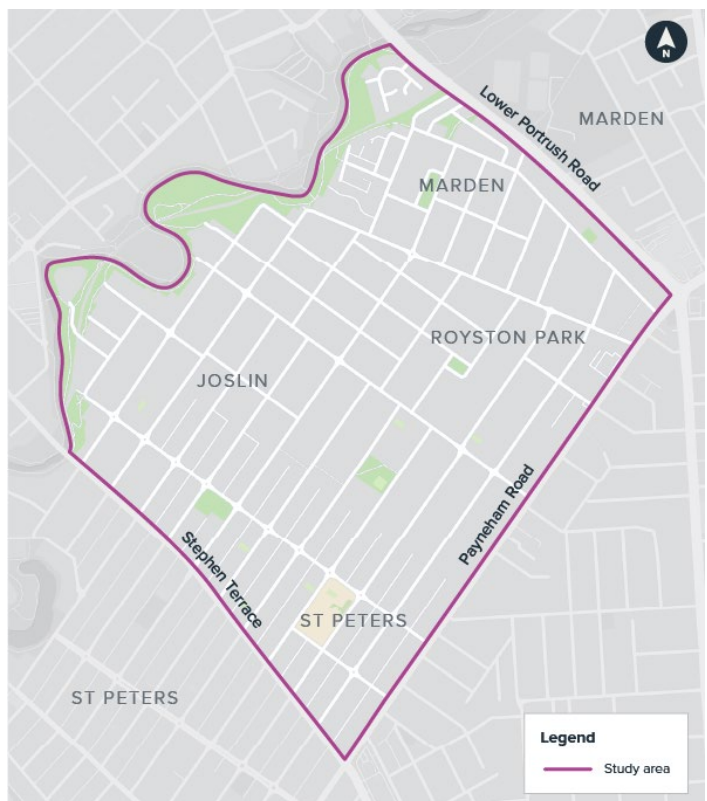 N
Lower Portrush Road
MARDEN
MARDEN
ROYSTON PARK
JOSLIN
Payneham Road
Stephen Terrace
ST PETERS
ST PETERS
Legend
Study area